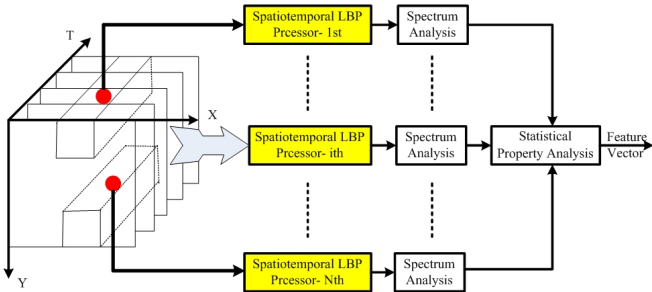 T
X
Y
Spatiotemporal LBP
Prcessor- 1st
Spectrum
Analysis
Spatiotemporal LBP
Prcessor- ith
Spectrum
Analysis
Statistical
Property Analysis
Feature
Vector
Spatiotemporal LBP
Prcessor- Nth
Spectrum
Analysis